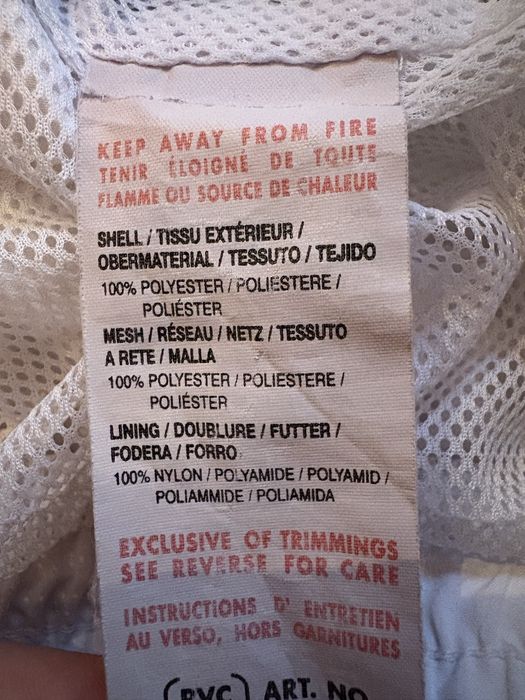 KEEP AWAY FROM FIRE
TENIR ÉLOIGNÉ DE TOUTE
FLAMME OU SOURCE DE CHALEUR
SHELL / TISSU EXTÉRIEUR /
OBERMATERIAL / TESSUTO / TEJIDO
100% POLYESTER / POLIESTERE /
POLIÉSTER
MESH / RÉSEAU / NETZ / TESSUTO
A RETE / MALLA
100% POLYESTER / POLIESTERE /
POLIÉSTER
LINING / DOUBLURE / FUTTER /
FODERA / FORRO
100% NYLON / POLYAMIDE / POLYAMID /
POLIAMMIDE / POLIAMIDA
EXCLUSIVE OF TRIMMINGS
SEE REVERSE FOR CARE
INSTRUCTIONS D' ENTRETIEN
AU VERSO, HORS GARNITURES
(PVC) ART. NO